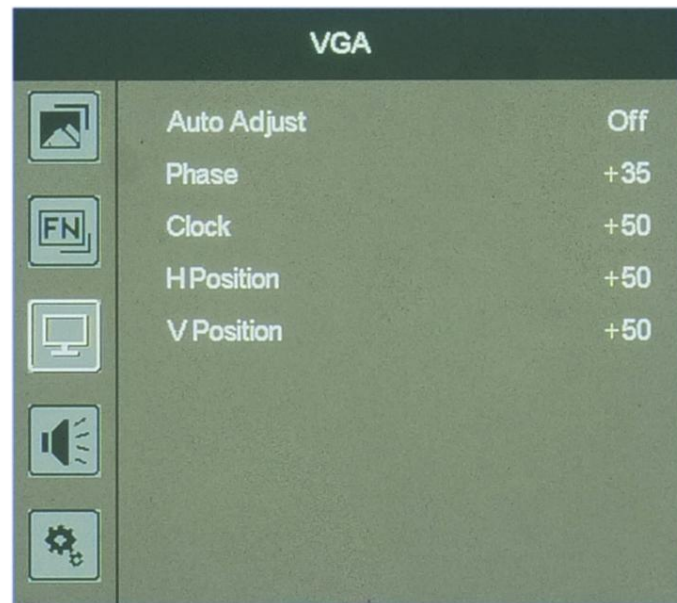 VGA
Auto Adjust Off
Phase +35
FN
Clock +50
H Position +50
V Position +50